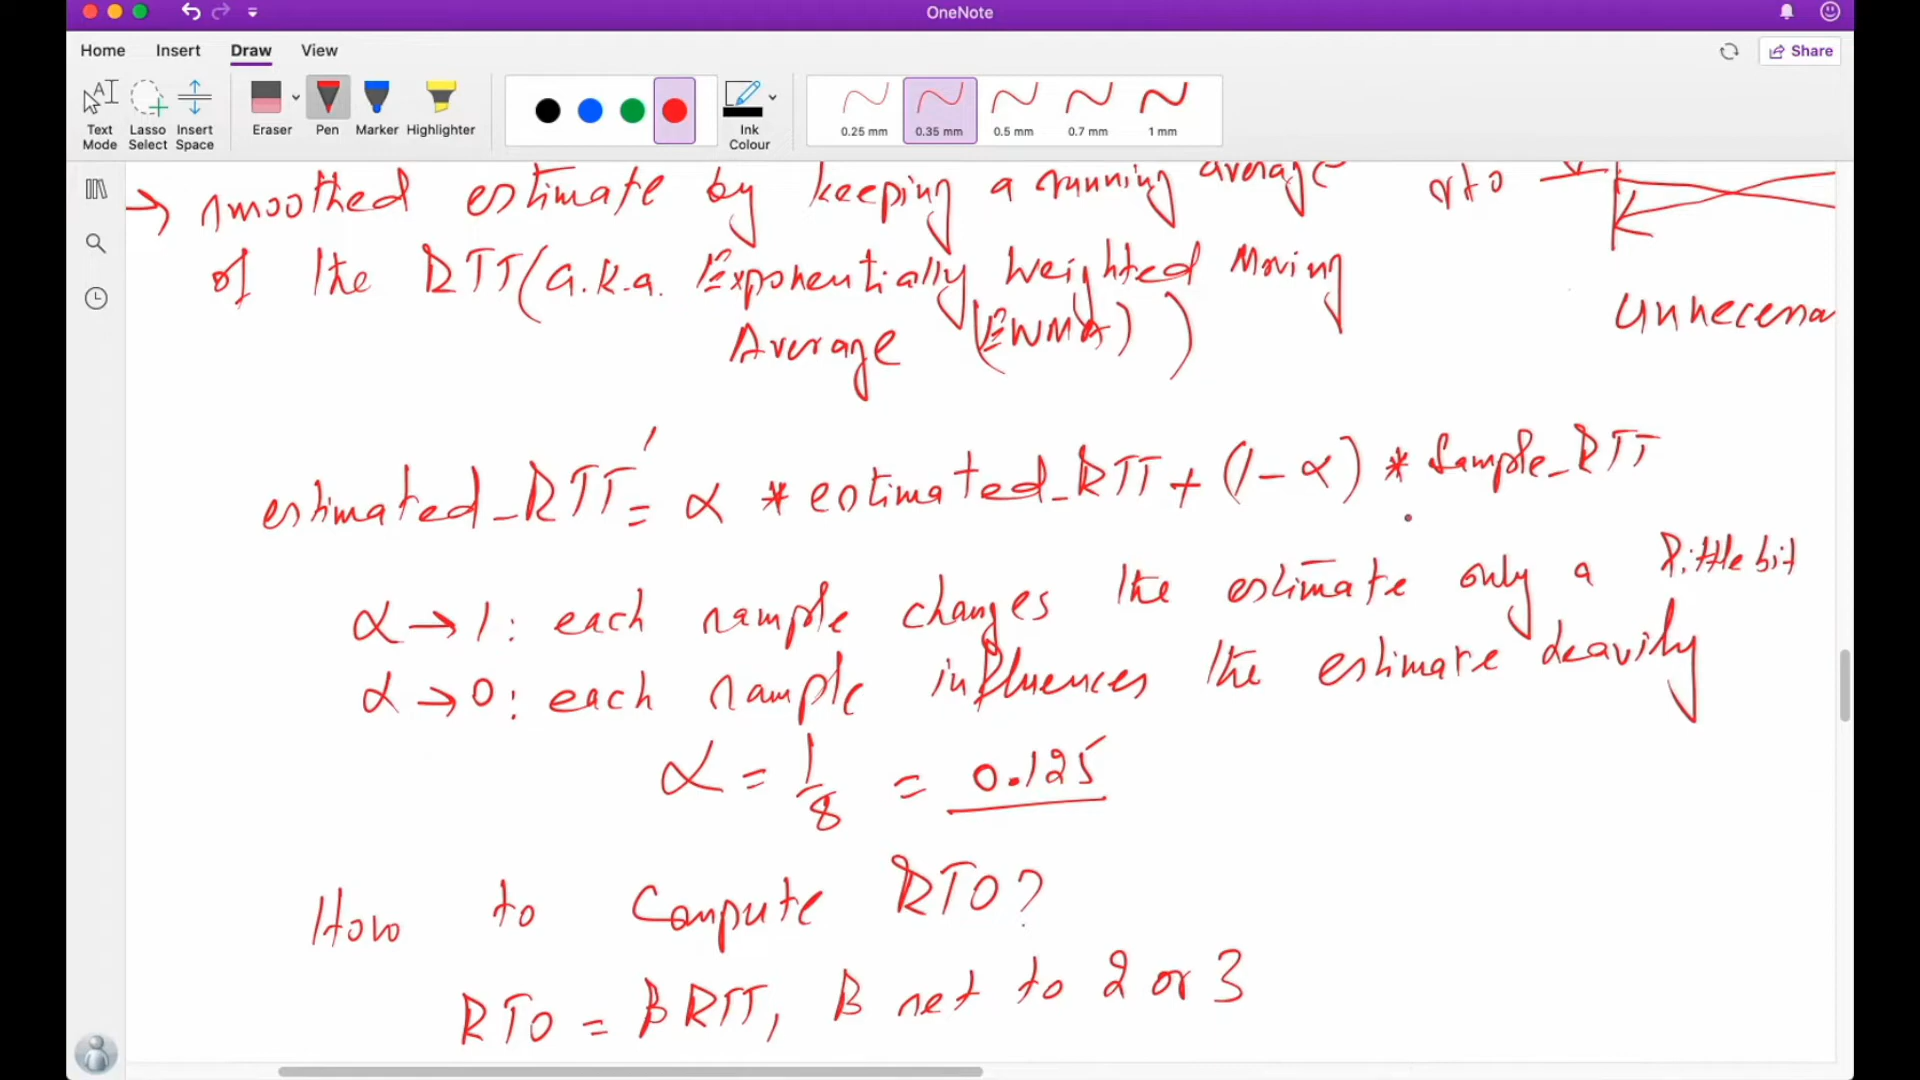 OneNote
Home Insert Draw View
Share
Text Mode
Lasso Select
Insert Space
Eraser
Pen
Marker
Highlighter
Ink Colour
0.25 mm
0.35 mm
0.5 mm
0.7 mm
1 mm
→ smoothed estimate by keeping a running average
rto
of the RTT (a.k.a. Exponentially Weighted Moving
Average (EWMA))
unnecessa
estimated_RTT' = α * estimated_RTT + (1-α) * Sample_RTT
α → 1: each sample changes the estimate only a little bit
α → 0: each sample influences the estimate heavily
α = 1/8 = 0.125
How to Compute RTO?
RTO = β RTT, β set to 2 or 3